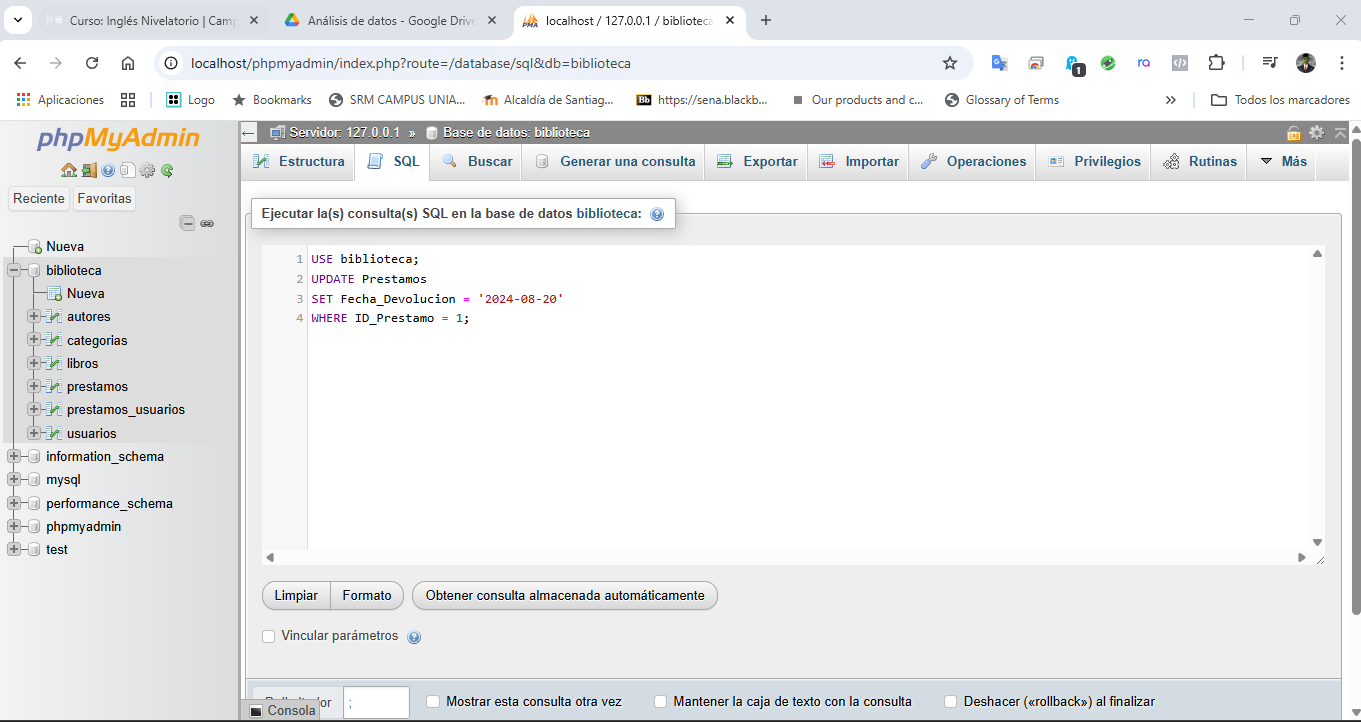 Curso: Inglés Nivelatorio | Camp
Análisis de datos - Google Drive
PMA
localhost / 127.0.0.1 / biblioteca
localhost/phpmyadmin/index.php?route=/database/sql&db=biblioteca
1
Aplicaciones
Logo
Bookmarks
SRM CAMPUS UNIA...
Alcaldía de Santiag...
Bb
https://sena.blackb...
Our products and c...
Glossary of Terms
Todos los marcadores
phpMyAdmin
Reciente
Favoritas
Nueva
biblioteca
Nueva
autores
categorias
libros
prestamos
prestamos_usuarios
usuarios
information_schema
mysql
performance_schema
phpmyadmin
test
Servidor: 127.0.0.1 » Base de datos: biblioteca
Estructura
SQL
Buscar
Generar una consulta
Exportar
Importar
Operaciones
Privilegios
Rutinas
Más
Ejecutar la(s) consulta(s) SQL en la base de datos biblioteca:
1 USE biblioteca;
2 UPDATE Prestamos
3 SET Fecha_Devolucion = '2024-08-20'
4 WHERE ID_Prestamo = 1;
Limpiar
Formato
Obtener consulta almacenada automáticamente
Vincular parámetros
;
Mostrar esta consulta otra vez
Mantener la caja de texto con la consulta
Deshacer («rollback») al finalizar
Consola